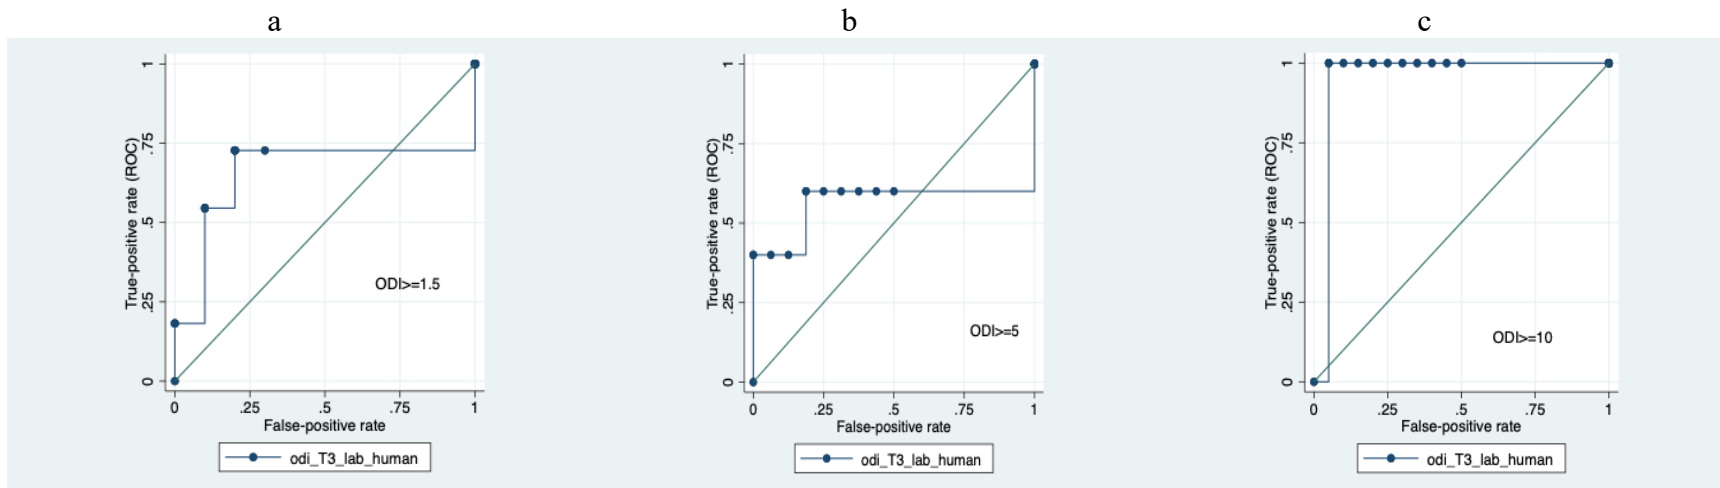 a
b
c
True-positive rate (ROC)
1
.75
.5
.25
0
ODI>=1.5
0 .25 .5 .75 1
False-positive rate
odi_T3_lab_human
True-positive rate (ROC)
1
.75
.5
.25
0
ODI>=5
0 .25 .5 .75 1
False-positive rate
odi_T3_lab_human
True-positive rate (ROC)
1
.75
.5
.25
0
ODI>=10
0 .25 .5 .75 1
False-positive rate
odi_T3_lab_human